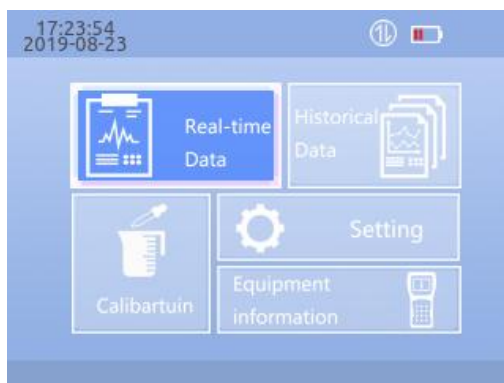 17:23:54
2019-08-23
Real-time
Data
Historical
Data
Calibartuin
Setting
Equipment
information